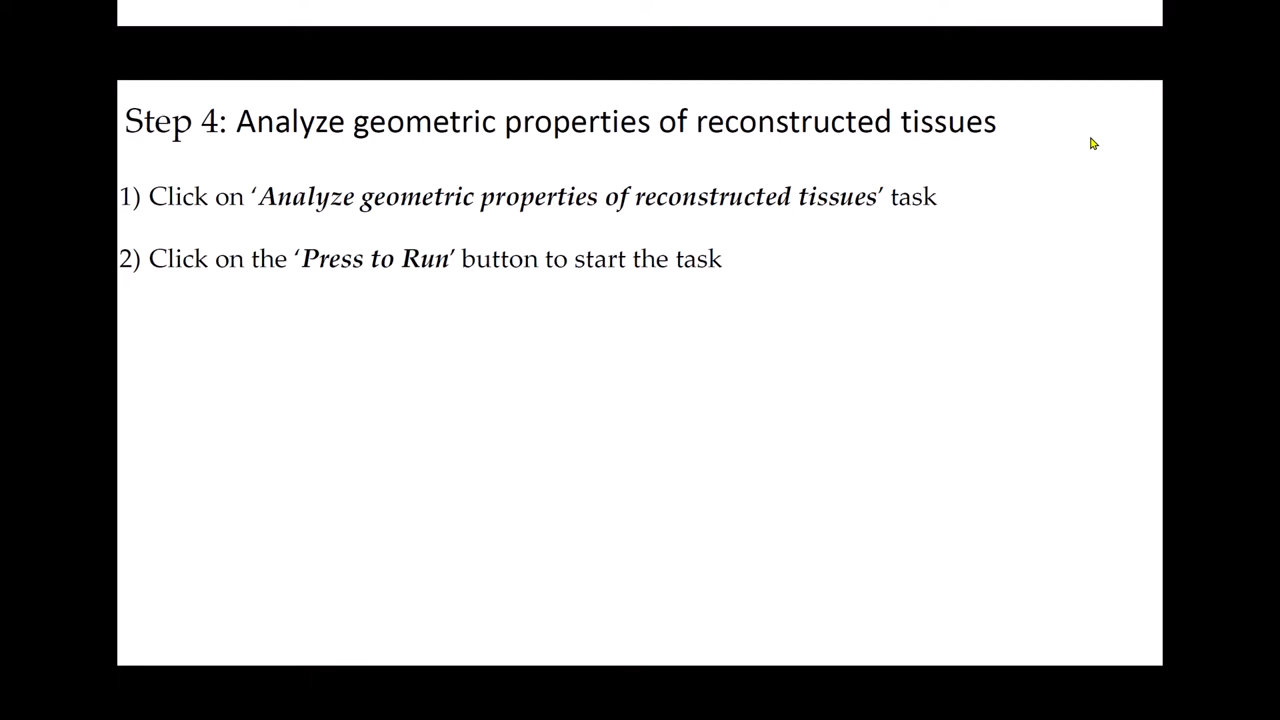 Step 4: Analyze geometric properties of reconstructed tissues
1) Click on ‘Analyze geometric properties of reconstructed tissues’ task
2) Click on the ‘Press to Run’ button to start the task